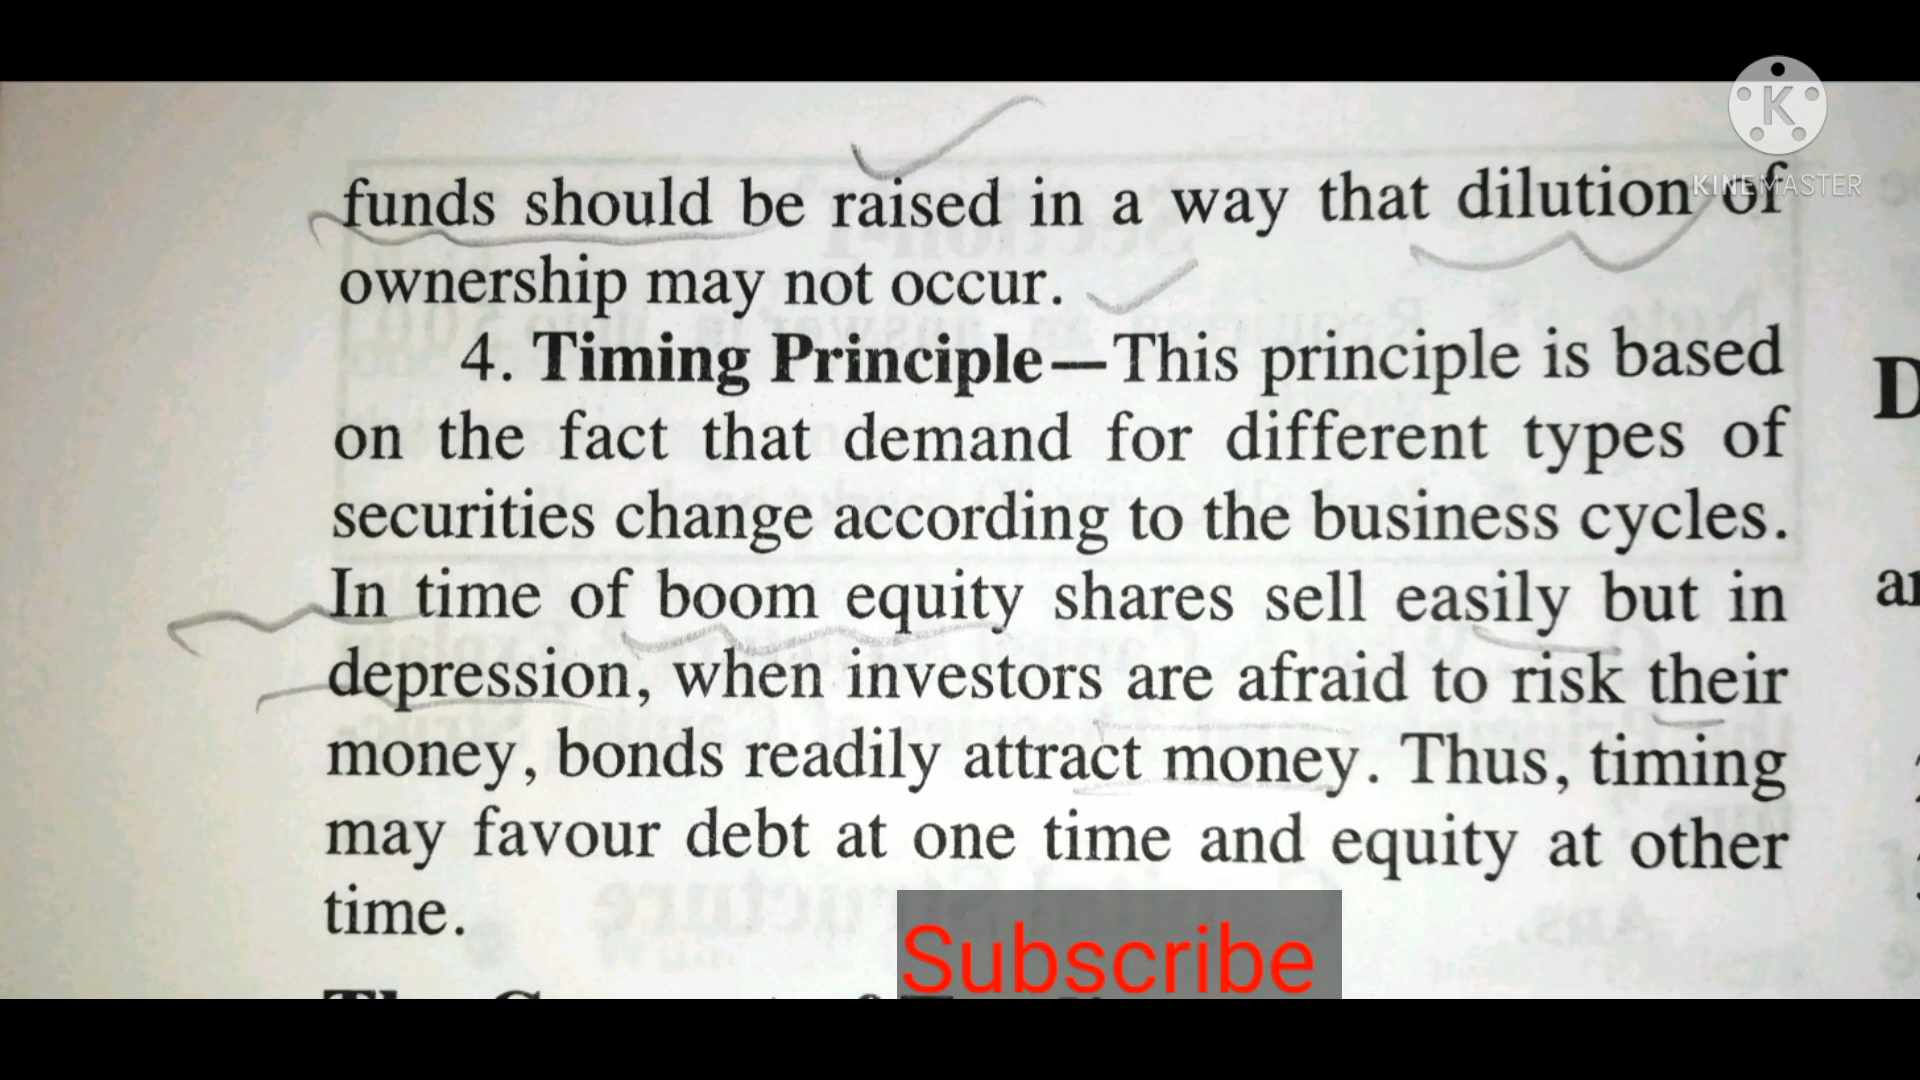 K
KINEMASTER
funds should be raised in a way that dilution of
ownership may not occur.
4. Timing Principle—This principle is based
on the fact that demand for different types of
securities change according to the business cycles.
In time of boom equity shares sell easily but in
depression, when investors are afraid to risk their
money, bonds readily attract money. Thus, timing
may favour debt at one time and equity at other
time.
Subscribe